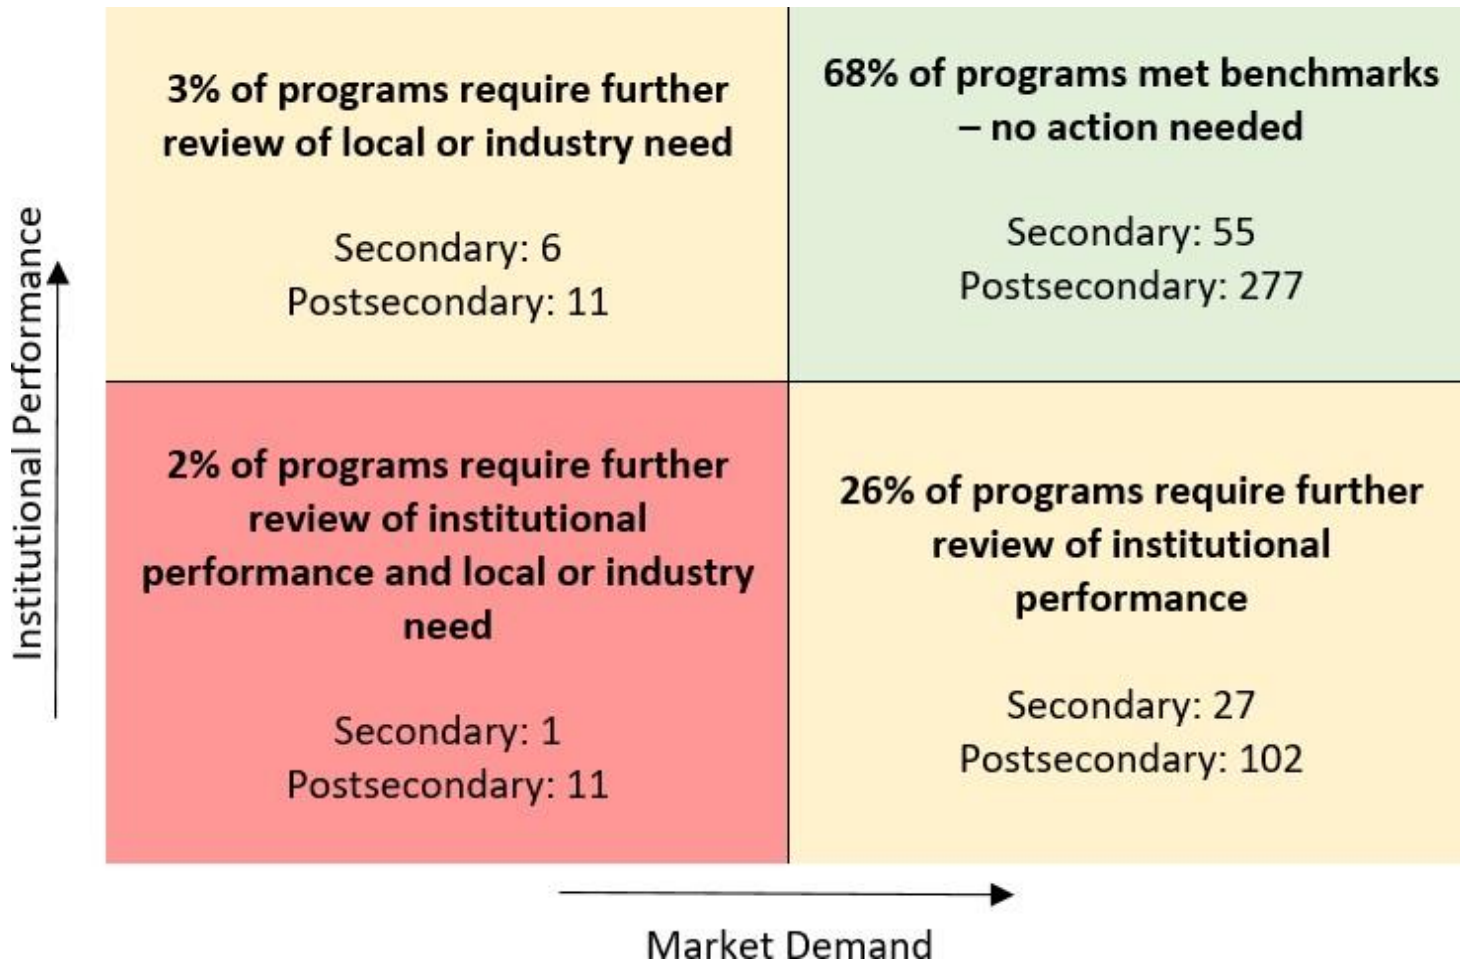 3% of programs require further
review of local or industry need
Secondary: 6
Postsecondary: 11
68% of programs met benchmarks
– no action needed
Secondary: 55
Postsecondary: 277
Institutional Performance
2% of programs require further
review of institutional
performance and local or industry
need
Secondary: 1
Postsecondary: 11
26% of programs require further
review of institutional
performance
Secondary: 27
Postsecondary: 102
Market Demand